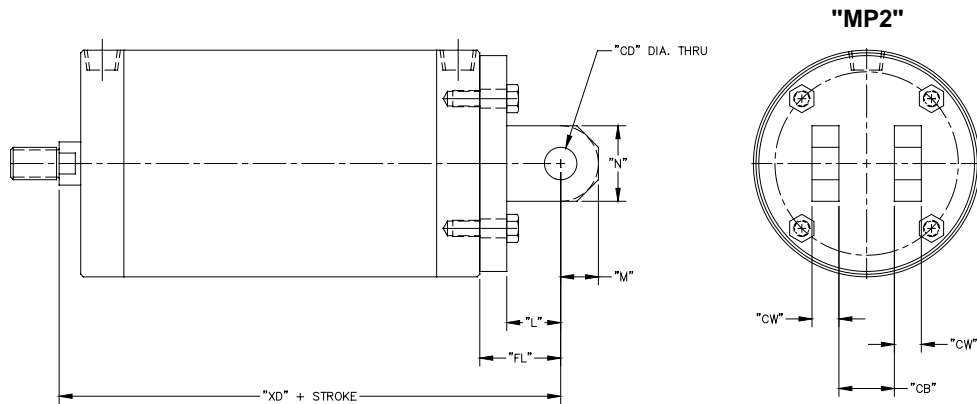 "MP2"
"CD" DIA. THRU
"N"
"M"
"L"
"CW"
"CW"
"FL"
"CB"
"XD" + STROKE